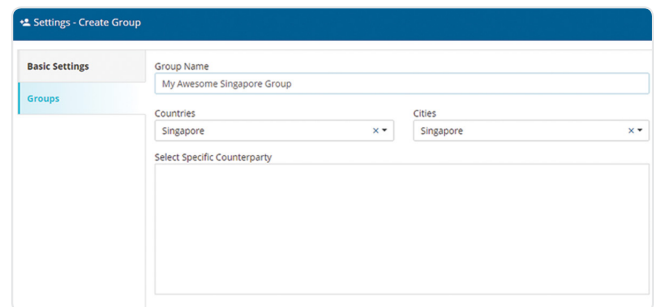 Settings - Create Group
Basic Settings
Groups
Group Name
My Awesome Singapore Group
Countries
Cities
Singapore
Singapore
Select Specific Counterparty